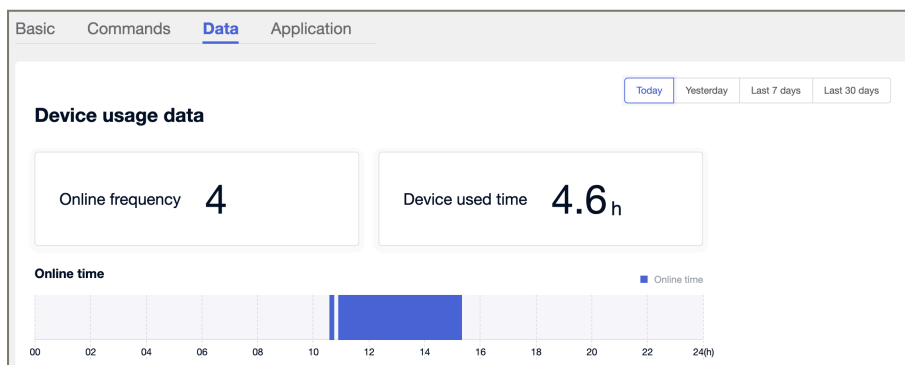 Basic Commands Data Application
Today Yesterday Last 7 days Last 30 days
Device usage data
Online frequency 4 Device used time 4.6 h
Online time
Online time
00 02 04 06 08 10 12 14 16 18 20 22 24(h)